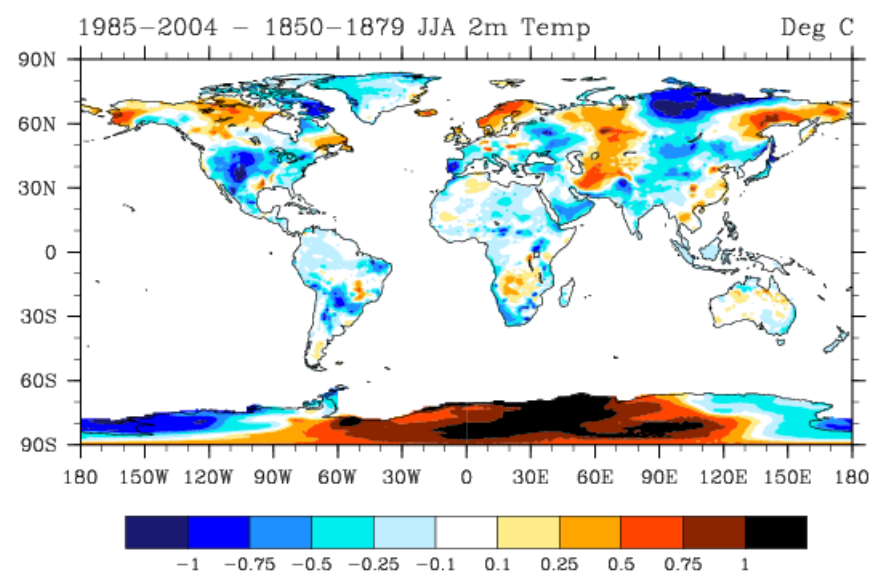 1985−2004 − 1850−1879 JJA 2m Temp Deg C
90N
60N
30N
0
30S
60S
90S
180 150W 120W 90W 60W 30W 0 30E 60E 90E 120E 150E 180
−1 −0.75 −0.5 −0.25 −0.1 0.1 0.25 0.5 0.75 1